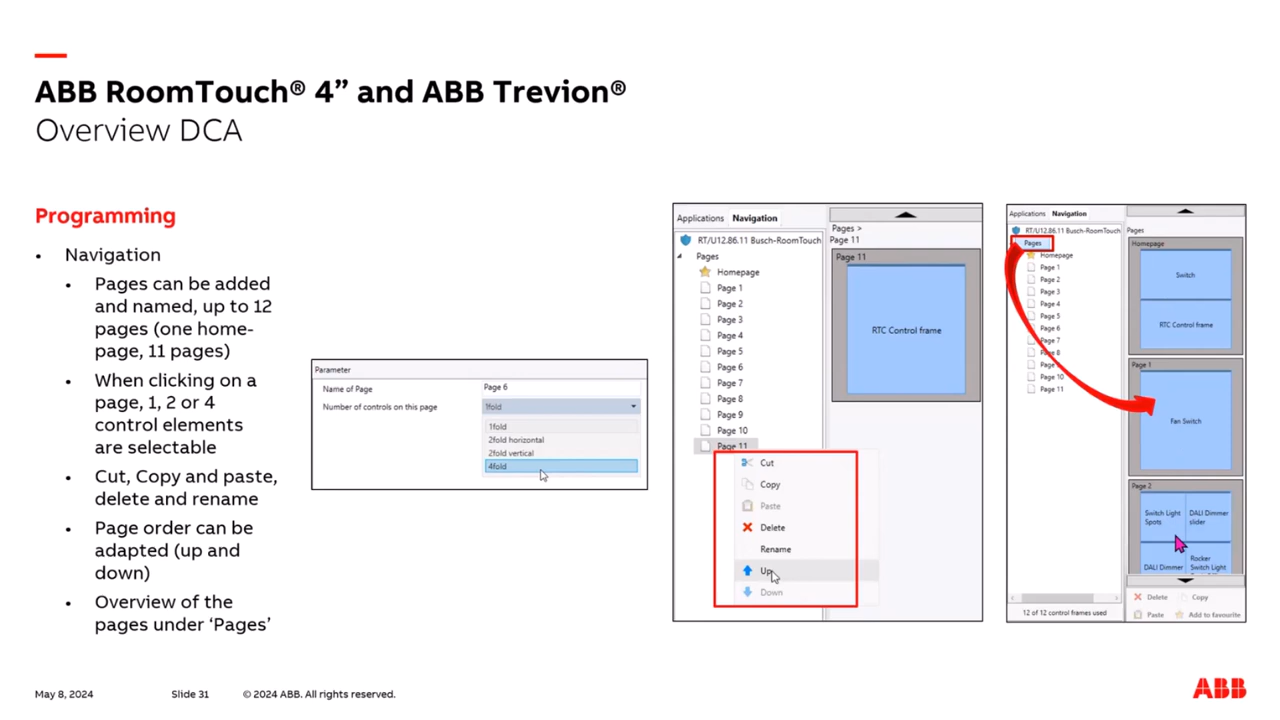 ABB RoomTouch® 4” and ABB Trevion®
Overview DCA
Programming
• Navigation
• Pages can be added
and named, up to 12
pages (one home-
page, 11 pages)
• When clicking on a
page, 1, 2 or 4
control elements
are selectable
• Cut, Copy and paste,
delete and rename
• Page order can be
adapted (up and
down)
• Overview of the
pages under ‘Pages’
Parameter
Name of Page Page 6
Number of controls on this page 1fold
1fold
2fold horizontal
2fold vertical
4fold
Applications Navigation
RT/U12.86.11 Busch-RoomTouch
Pages
Homepage
Page 1
Page 2
Page 3
Page 4
Page 5
Page 6
Page 7
Page 8
Page 9
Page 10
Page 11
Cut
Copy
Paste
Delete
Rename
Up
Down
Pages >
Page 11
Page 11
RTC Control frame
Applications Navigation
RT/U12.86.11 Busch-RoomTouch
Pages
Homepage
Page 1
Page 2
Page 3
Page 4
Page 5
Page 6
Page 7
Page 8
Page 10
Page 11
12 of 12 control frames used
Pages
Homepage
Switch
RTC Control frame
Page 1
Fan Switch
Page 2
Switch Light
Spots
DALI Dimmer
slider
DALI Dimmer
Rocker
Switch Light
Delete Copy
Paste Add to favourite
May 8, 2024 Slide 31 © 2024 ABB. All rights reserved.
ABB